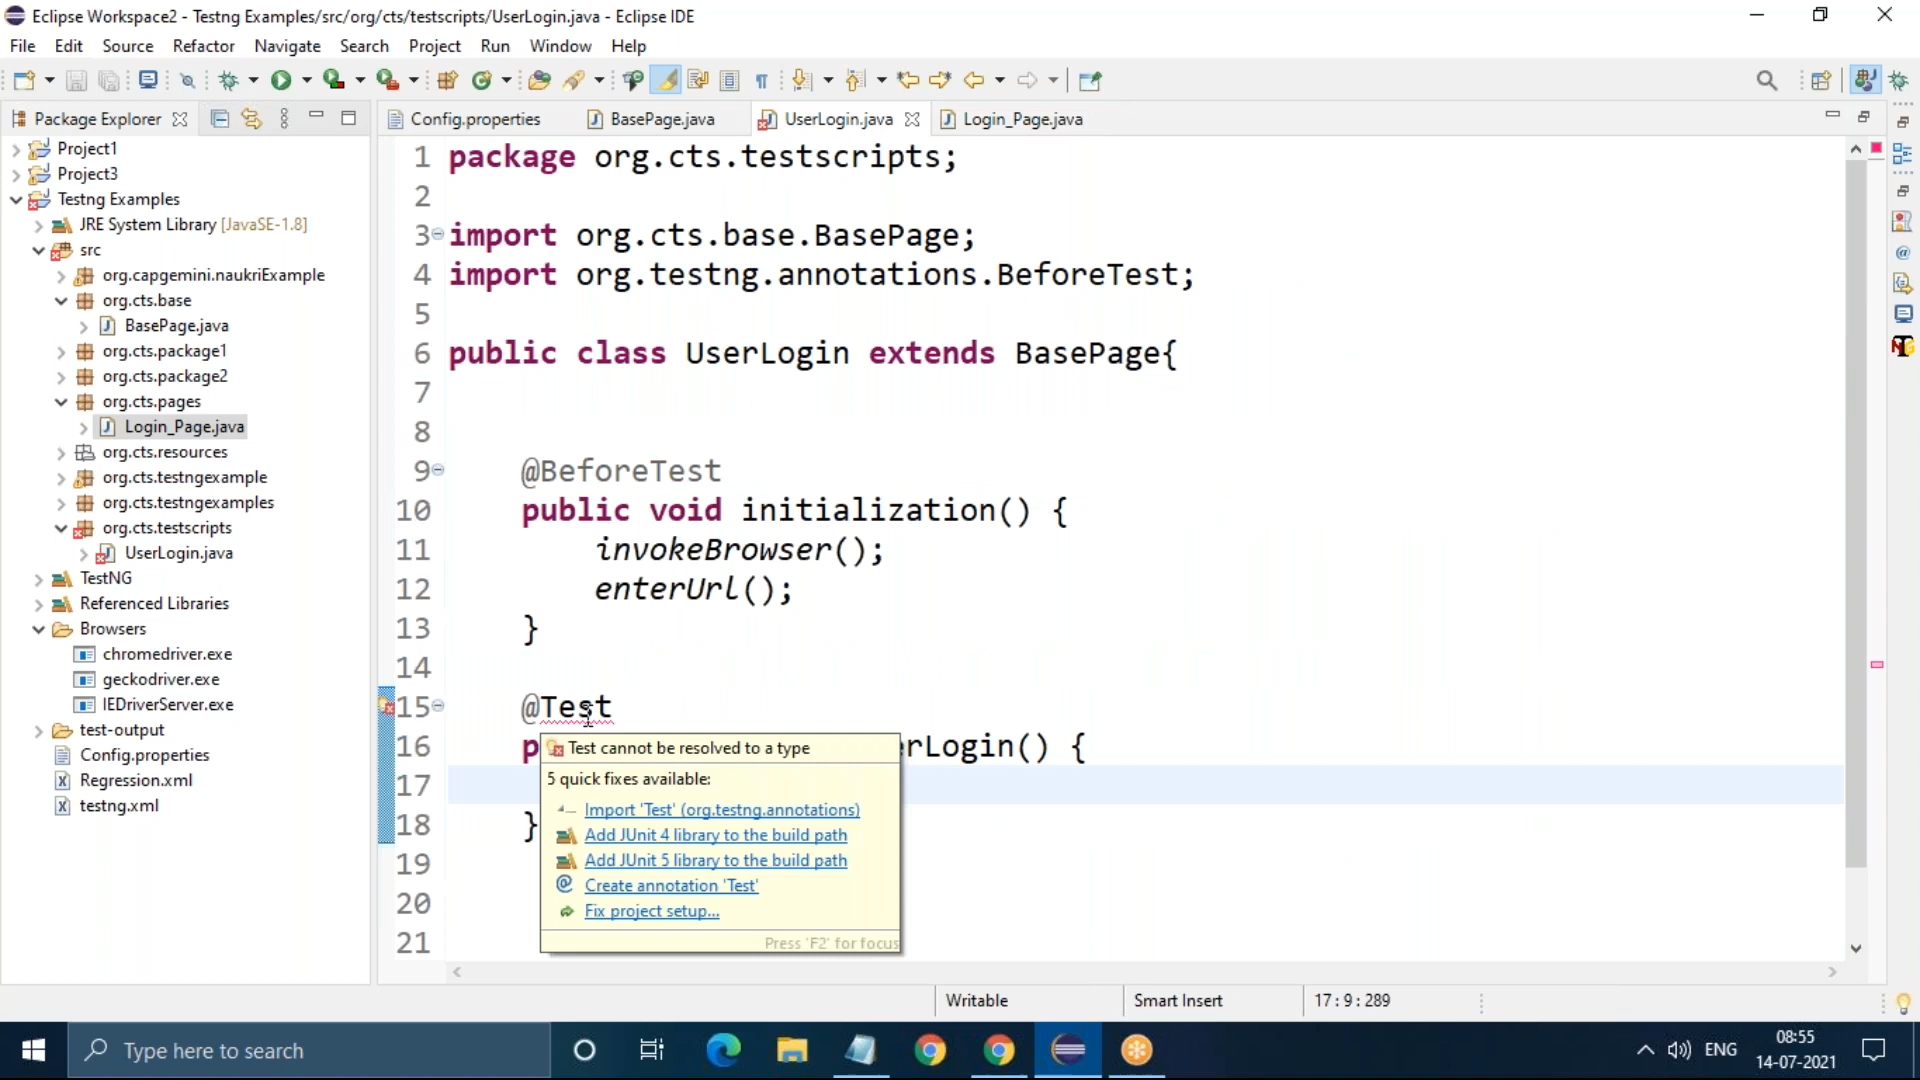 Eclipse Workspace2 - Testng Examples/src/org/cts/testscripts/UserLogin.java - Eclipse IDE
File Edit Source Refactor Navigate Search Project Run Window Help
Package Explorer
Config.properties BasePage.java UserLogin.java Login_Page.java
Project1
Project3
Testng Examples
JRE System Library [JavaSE-1.8]
src
org.capgemini.naukriExample
org.cts.base
BasePage.java
org.cts.package1
org.cts.package2
org.cts.pages
Login_Page.java
org.cts.resources
org.cts.testngexample
org.cts.testngexamples
org.cts.testscripts
UserLogin.java
TestNG
Referenced Libraries
Browsers
chromedriver.exe
geckodriver.exe
IEDriverServer.exe
test-output
Config.properties
Regression.xml
testng.xml
1 package org.cts.testscripts;
2
3 import org.cts.base.BasePage;
4 import org.testng.annotations.BeforeTest;
5
6 public class UserLogin extends BasePage{
7
8
9 @BeforeTest
10 public void initialization() {
11 invokeBrowser();
12 enterUrl();
13 }
14
15 @Test
16 p erLogin() {
17
18 }
19
20
21
Test cannot be resolved to a type
5 quick fixes available:
Import 'Test' (org.testng.annotations)
Add JUnit 4 library to the build path
Add JUnit 5 library to the build path
Create annotation 'Test'
Fix project setup...
Press 'F2' for focus
Writable Smart Insert 17 : 9 : 289
Type here to search
ENG
08:55
14-07-2021